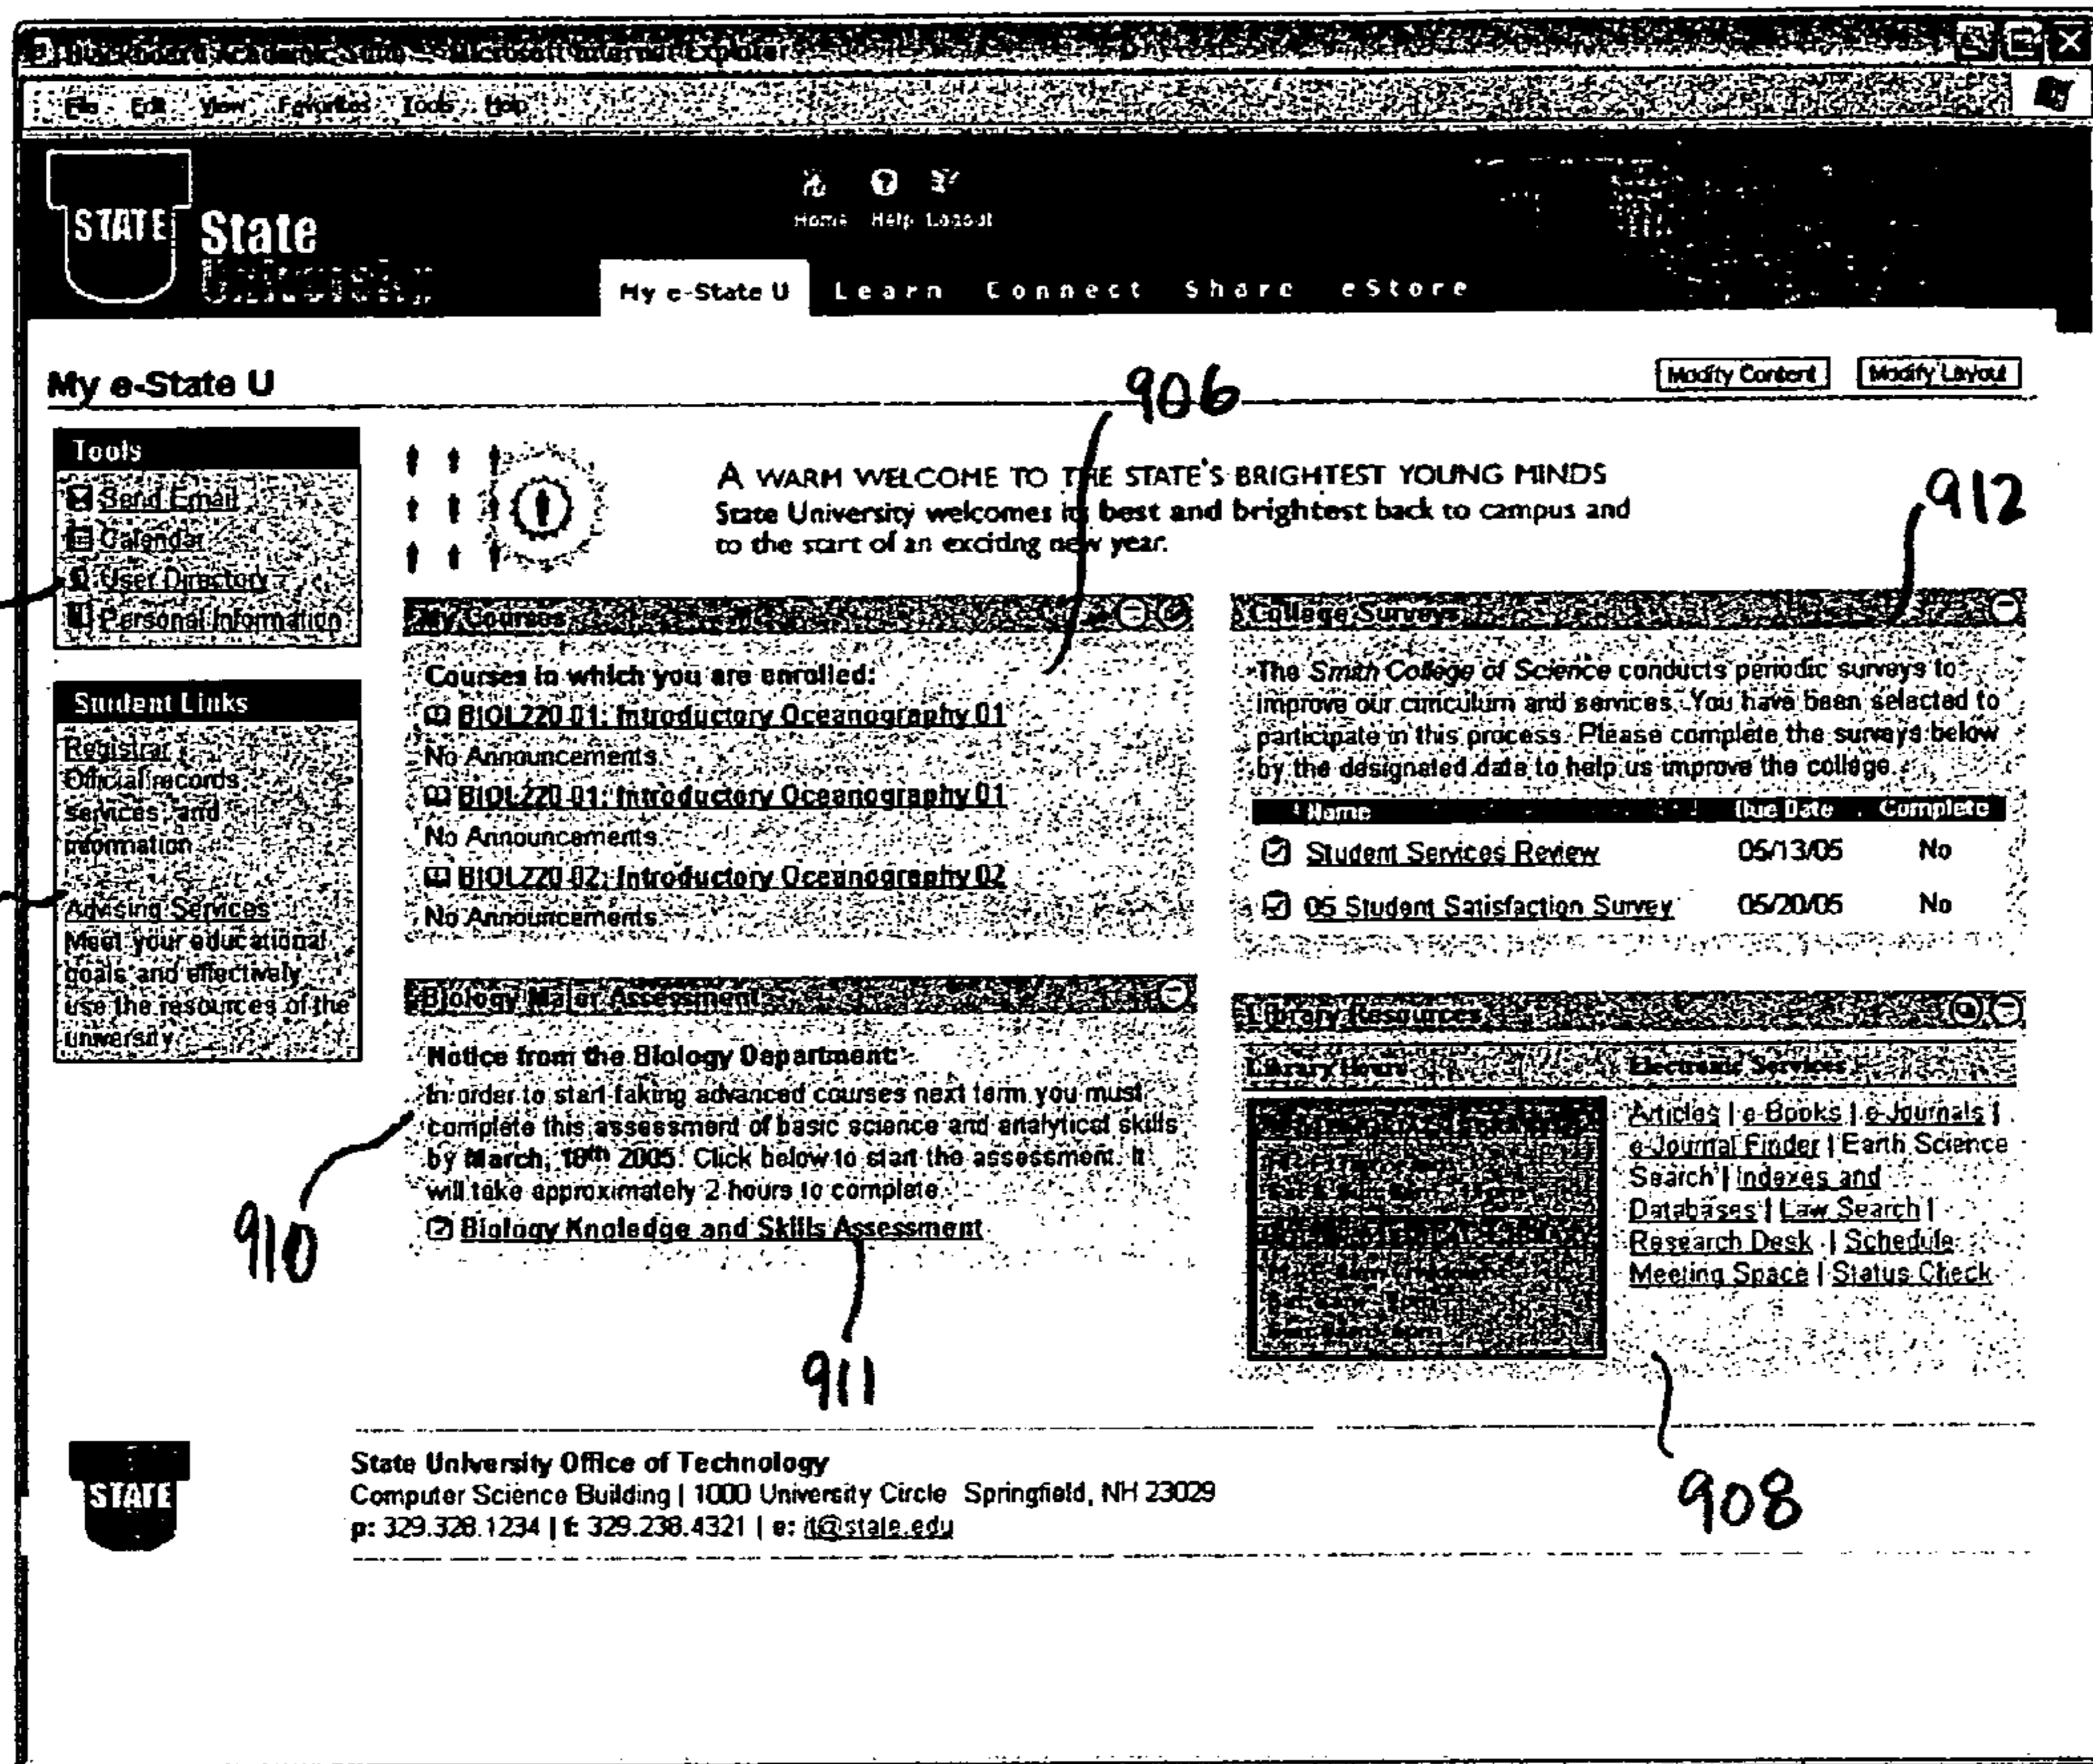 Blackboard Academic Suite - Microsoft Internet Explorer
File Edit View Favorites Tools Help
STATE
State
University
Home Help Logout
My e-State U Learn Connect Share eStore
My e-State U
906
Modify Content Modify Layout
Tools
Send Email
Calendar
User Directory
Personal Information
A WARM WELCOME TO THE STATE'S BRIGHTEST YOUNG MINDS
State University welcomes its best and brightest back to campus and
to the start of an exciting new year.
912
Student Links
Registrar
Official records
services, and
information
Advising Services
Meet your educational
goals and effectively
use the resources of the
university
My Courses
Courses in which you are enrolled:
BIOL220-01: Introductory Oceanography 01
No Announcements.
BIOL220-01: Introductory Oceanography 01
No Announcements.
BIOL220-02: Introductory Oceanography 02
No Announcements.
College Surveys
The Smith College of Science conducts periodic surveys to
improve our curriculum and services. You have been selected to
participate in this process. Please complete the surveys below
by the designated date to help us improve the college.
Name Due Date Complete
Student Services Review 05/13/05 No
05 Student Satisfaction Survey 05/20/05 No
Biology Major Assessment
Notice from the Biology Department:
In order to start taking advanced courses next term you must
complete this assessment of basic science and analytical skills
by March, 18th 2005. Click below to start the assessment. It
will take approximately 2 hours to complete.
Biology Knoledge and Skills Assessment
910
911
Library Resources
Library Hours Electronic Services
Articles | e-Books | e-Journals |
e-Journal Finder | Earth Science
Search | Indexes and
Databases | Law Search |
Research Desk | Schedule
Meeting Space | Status Check
908
STATE
State University Office of Technology
Computer Science Building | 1000 University Circle Springfield, NH 23029
p: 329.328.1234 | f: 329.238.4321 | e: it@state.edu